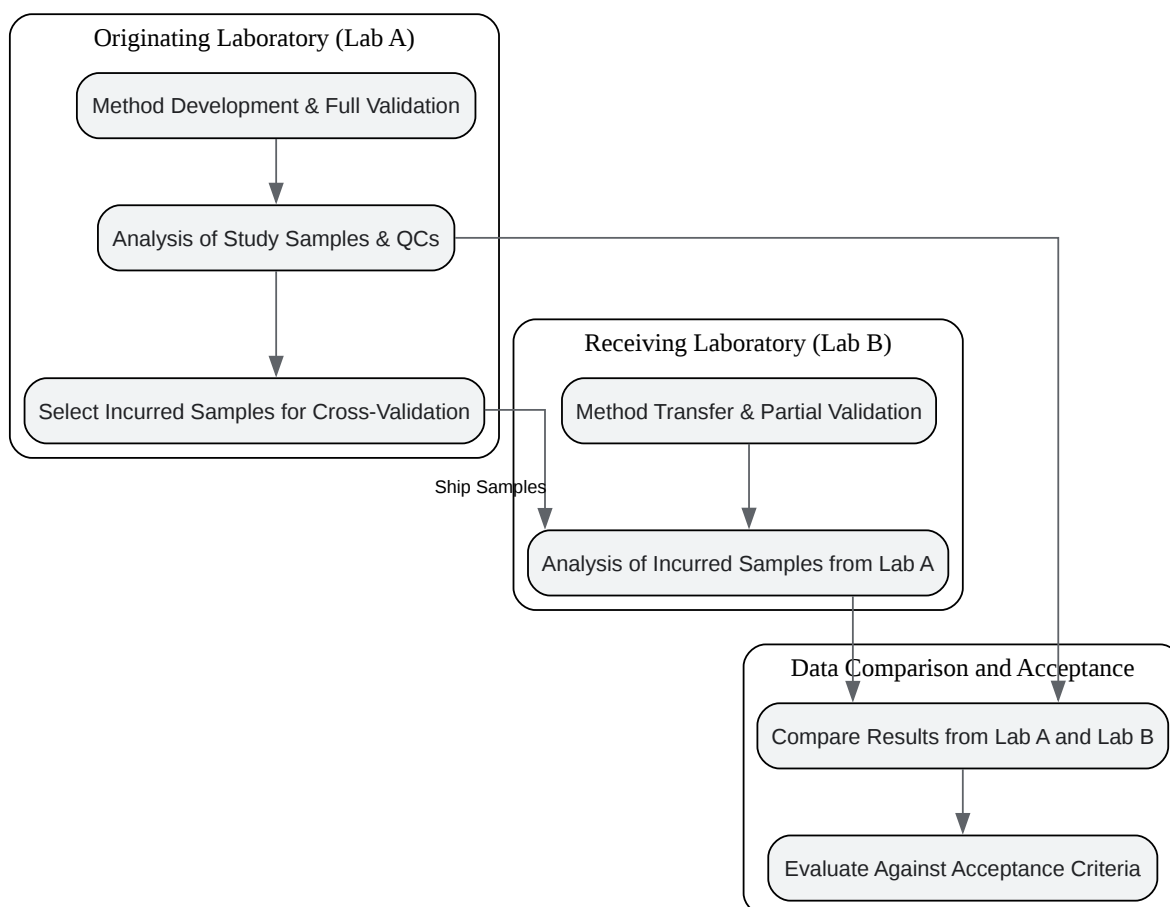 Originating Laboratory (Lab A)
Method Development & Full Validation
Analysis of Study Samples & QCs
Select Incurred Samples for Cross-Validation
Ship Samples
Receiving Laboratory (Lab B)
Method Transfer & Partial Validation
Analysis of Incurred Samples from Lab A
Data Comparison and Acceptance
Compare Results from Lab A and Lab B
Evaluate Against Acceptance Criteria